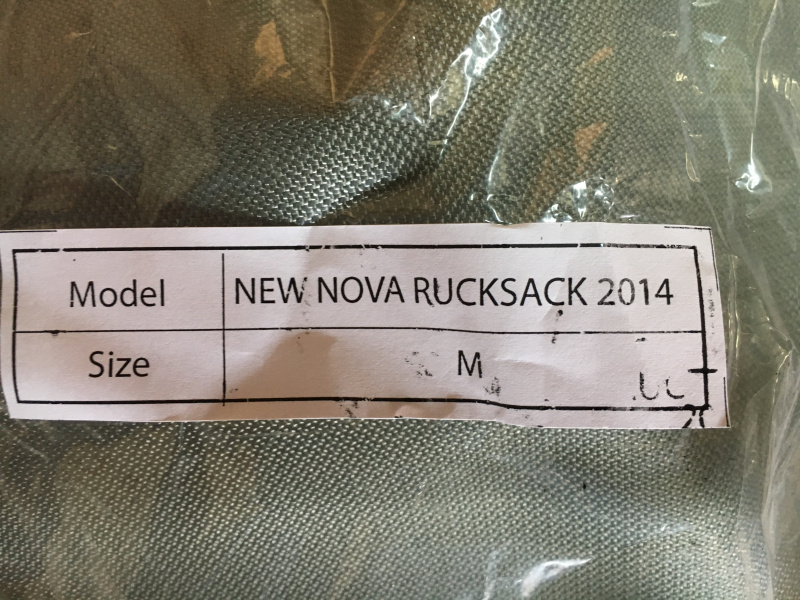 Model NEW NOVA RUCKSACK 2014
Size M